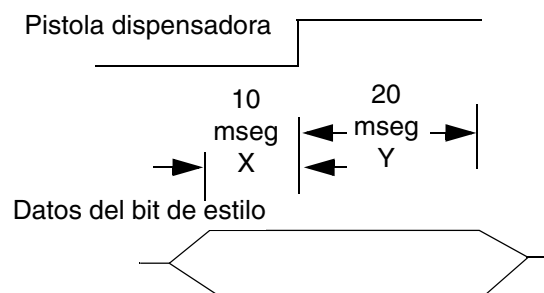 Pistola dispensadora
10
mseg
X
20
mseg
Y
Datos del bit de estilo